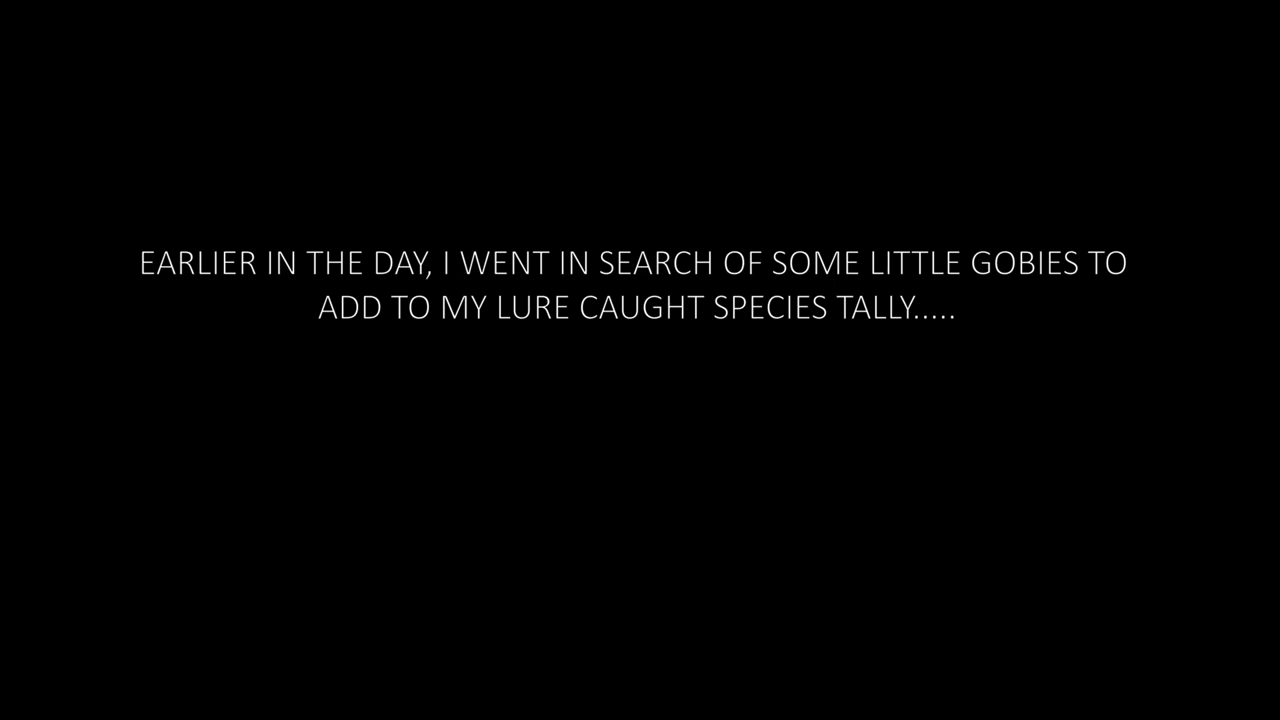 EARLIER IN THE DAY, I WENT IN SEARCH OF SOME LITTLE GOBIES TO
ADD TO MY LURE CAUGHT SPECIES TALLY.....